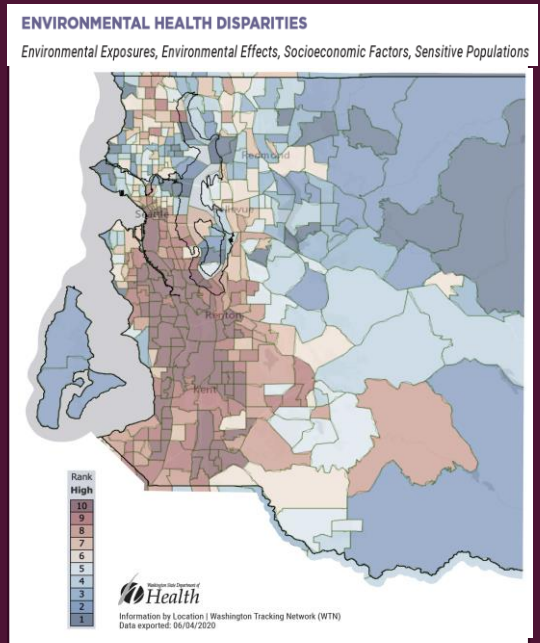 ENVIRONMENTAL HEALTH DISPARITIES
Environmental Exposures, Environmental Effects, Socioeconomic Factors, Sensitive Populations
Redmond
Seattle
Bellevue
Renton
Kent
Rank
High
10
9
8
7
6
5
4
3
2
1
Washington State Department of
Health
Information by Location | Washington Tracking Network (WTN)
Data exported: 06/04/2020